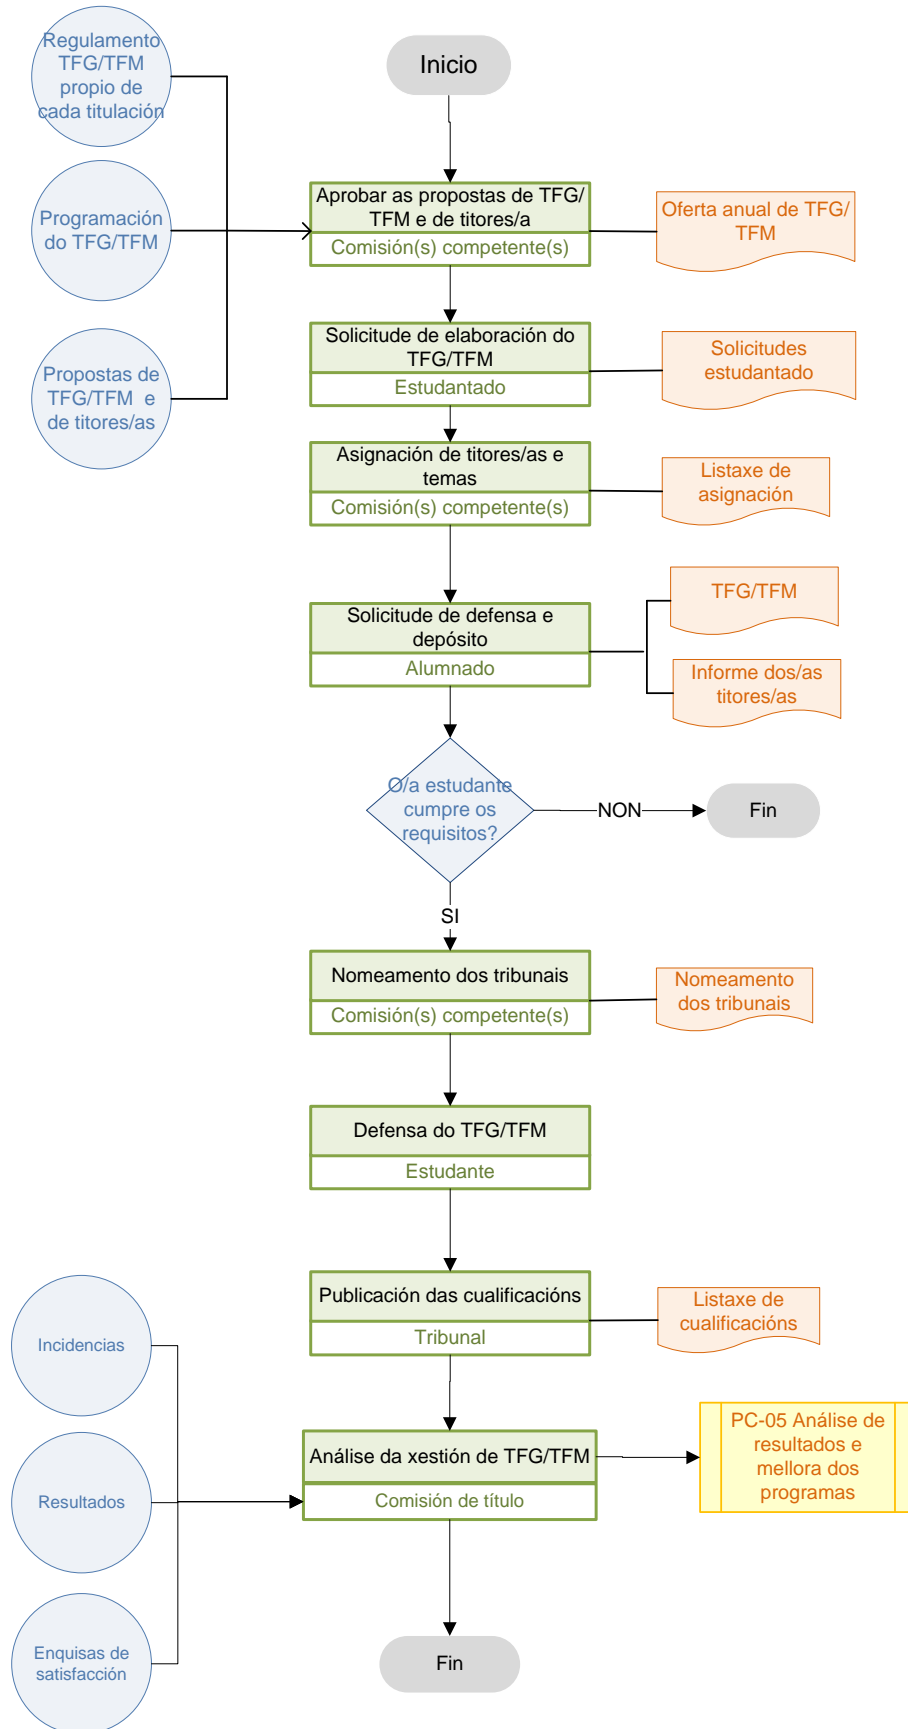 Regulamento
TFG/TFM
propio de
cada titulación
Inicio
Programación
do TFG/TFM
Aprobar as propostas de TFG/
TFM e de titores/a
Comisión(s) competente(s)
Oferta anual de TFG/
TFM
Propostas de
TFG/TFM e
de titores/as
Solicitude de elaboración do
TFG/TFM
Estudantado
Solicitudes
estudantado
Asignación de titores/as e
temas
Comisión(s) competente(s)
Listaxe de
asignación
Solicitude de defensa e
depósito
Alumnado
TFG/TFM
Informe dos/as
titores/as
O/a estudante
cumpre os
requisitos?
NON
Fin
SI
Nomeamento dos tribunais
Comisión(s) competente(s)
Nomeamento
dos tribunais
Defensa do TFG/TFM
Estudante
Publicación das cualificacións
Tribunal
Listaxe de
cualificacións
Incidencias
Resultados
Enquisas de
satisfacción
Análise da xestión de TFG/TFM
Comisión de título
PC-05 Análise de
resultados e
mellora dos
programas
Fin